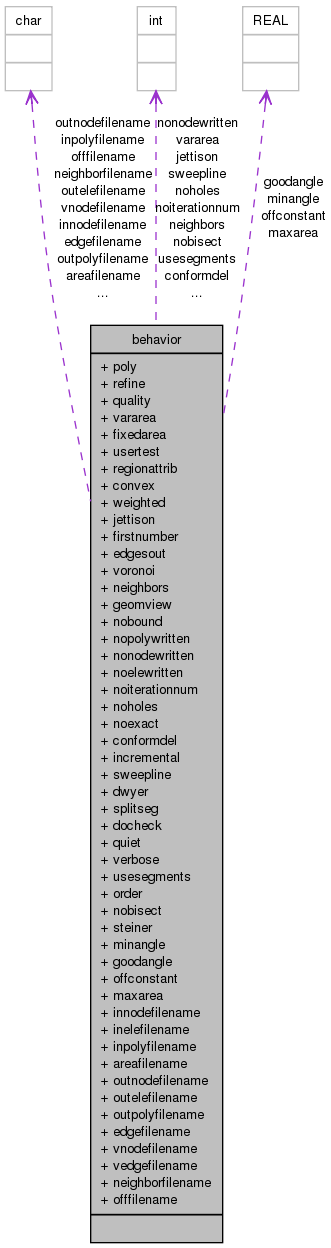 char
int
REAL
outnodefilename
inpolyfilename
offfilename
neighborfilename
outelefilename
vnodefilename
innodefilename
edgefilename
outpolyfilename
areafilename
...
nonodewritten
vararea
jettison
sweepline
noholes
noiterationnum
neighbors
nobisect
usesegments
conformdel
...
goodangle
minangle
offconstant
maxarea
behavior
+ poly
+ refine
+ quality
+ vararea
+ fixedarea
+ usertest
+ regionattrib
+ convex
+ weighted
+ jettison
+ firstnumber
+ edgesout
+ voronoi
+ neighbors
+ geomview
+ nobound
+ nopolywritten
+ nonodewritten
+ noelewritten
+ noiterationnum
+ noholes
+ noexact
+ conformdel
+ incremental
+ sweepline
+ dwyer
+ splitseg
+ docheck
+ quiet
+ verbose
+ usesegments
+ order
+ nobisect
+ steiner
+ minangle
+ goodangle
+ offconstant
+ maxarea
+ innodefilename
+ inelefilename
+ inpolyfilename
+ areafilename
+ outnodefilename
+ outelefilename
+ outpolyfilename
+ edgefilename
+ vnodefilename
+ vedgefilename
+ neighborfilename
+ offfilename